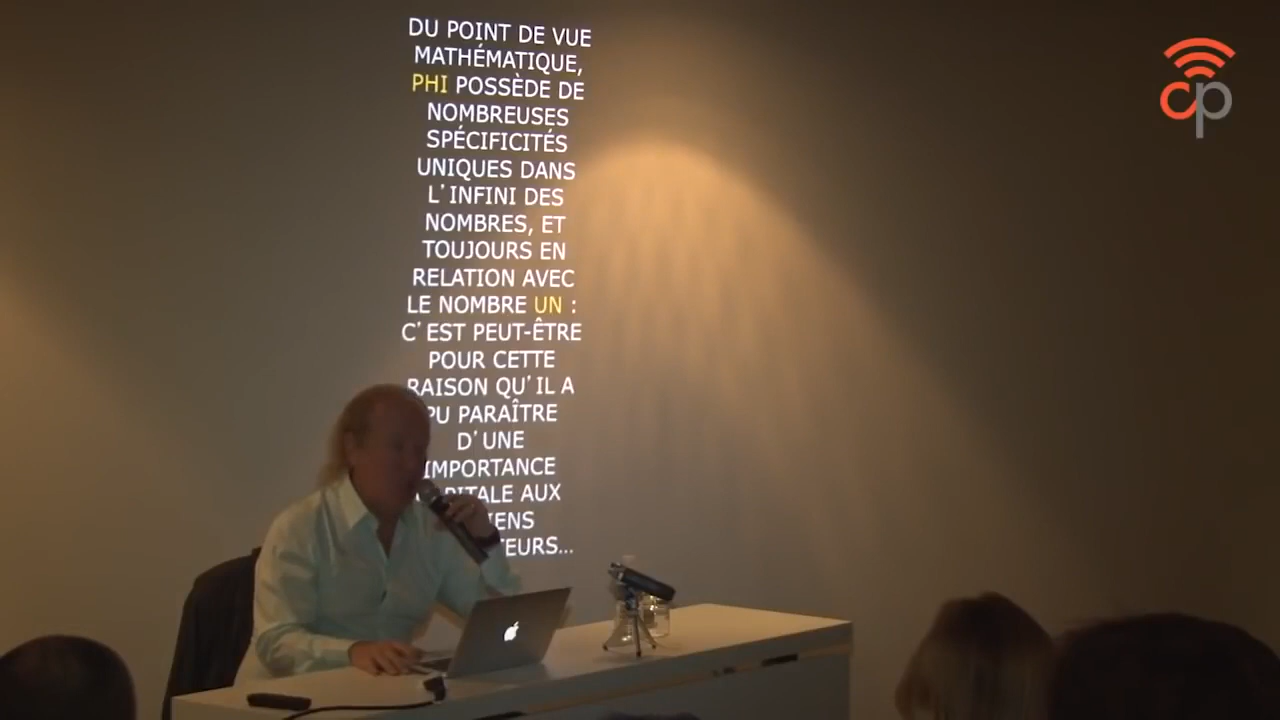 DU POINT DE VUE
MATHÉMATIQUE,
PHI POSSÈDE DE
NOMBREUSES
SPÉCIFICITÉS
UNIQUES DANS
L'INFINI DES
NOMBRES, ET
TOUJOURS EN
RELATION AVEC
LE NOMBRE UN :
C'EST PEUT-ÊTRE
POUR CETTE
RAISON QU'IL A
PU PARAÎTRE
D'UNE
IMPORTANCE
AUX
cp